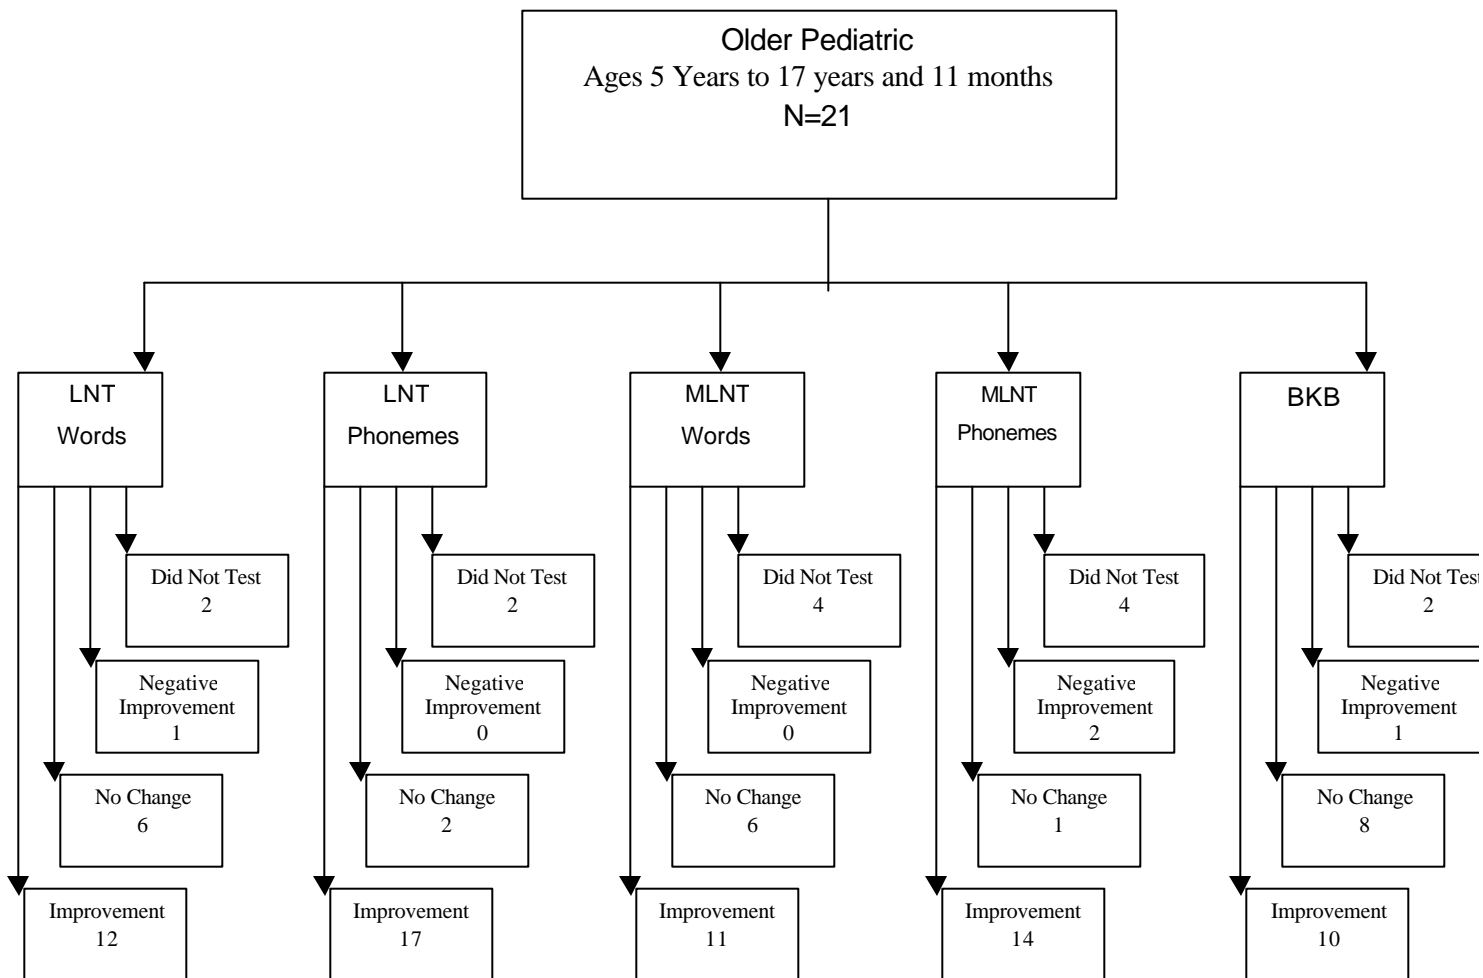 Older Pediatric
Ages 5 Years to 17 years and 11 months
N=21
LNT
Words
Did Not Test
2
Negative
Improvement
1
No Change
6
Improvement
12
LNT
Phonemes
Did Not Test
2
Negative
Improvement
0
No Change
2
Improvement
17
MLNT
Words
Did Not Test
4
Negative
Improvement
0
No Change
6
Improvement
11
MLNT
Phonemes
Did Not Test
4
Negative
Improvement
2
No Change
1
Improvement
14
BKB
Did Not Test
2
Negative
Improvement
1
No Change
8
Improvement
10